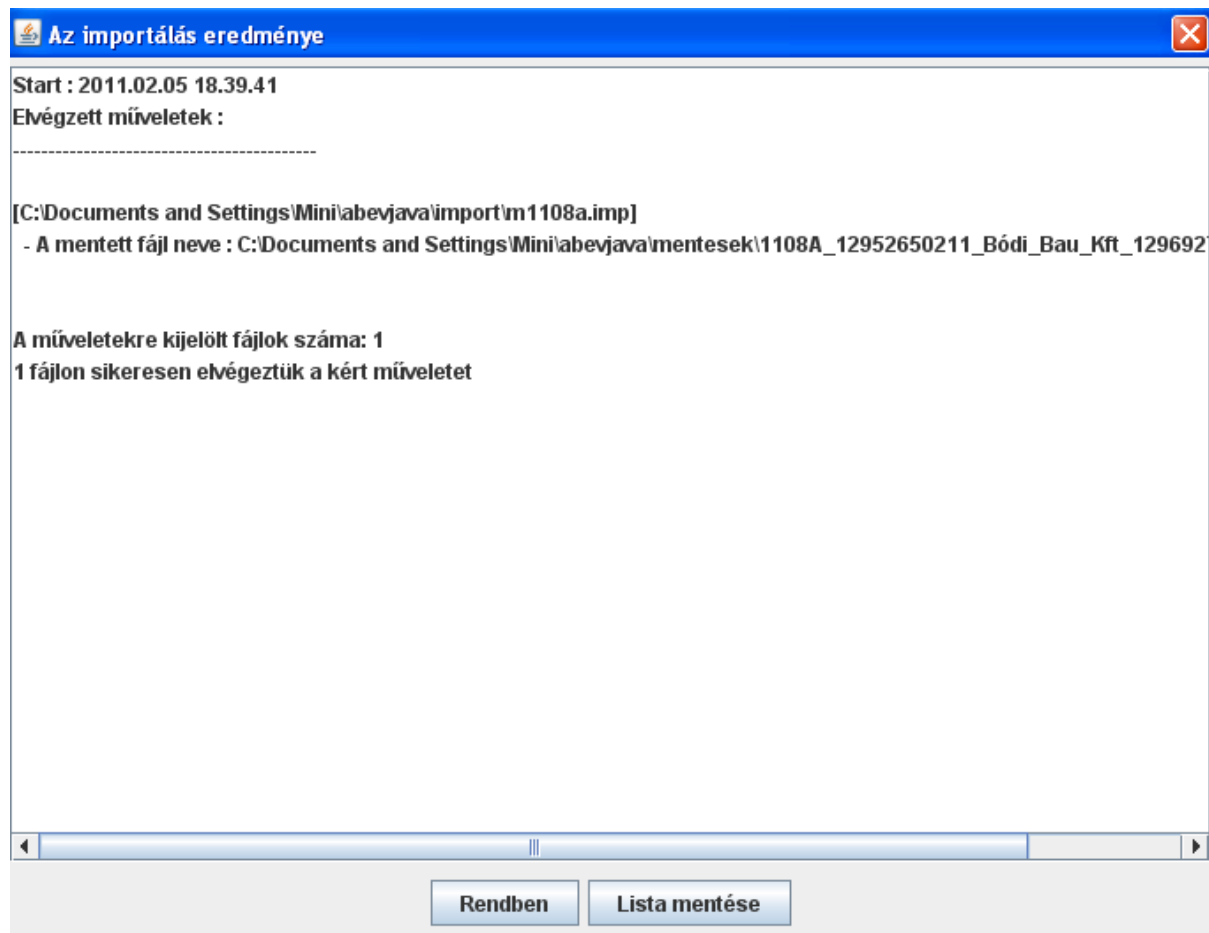 Az importálás eredménye
Start : 2011.02.05 18.39.41
Elvégzett műveletek :
-------------------------------------------
[C:\Documents and Settings\Mini\abevjava\import\m1108a.imp]
- A mentett fájl neve : C:\Documents and Settings\Mini\abevjava\mentesek\1108A_12952650211_Bódi_Bau_Kft_129692
A műveletekre kijelölt fájlok száma: 1
1 fájlon sikeresen elvégeztük a kért műveletet
Rendben
Lista mentése